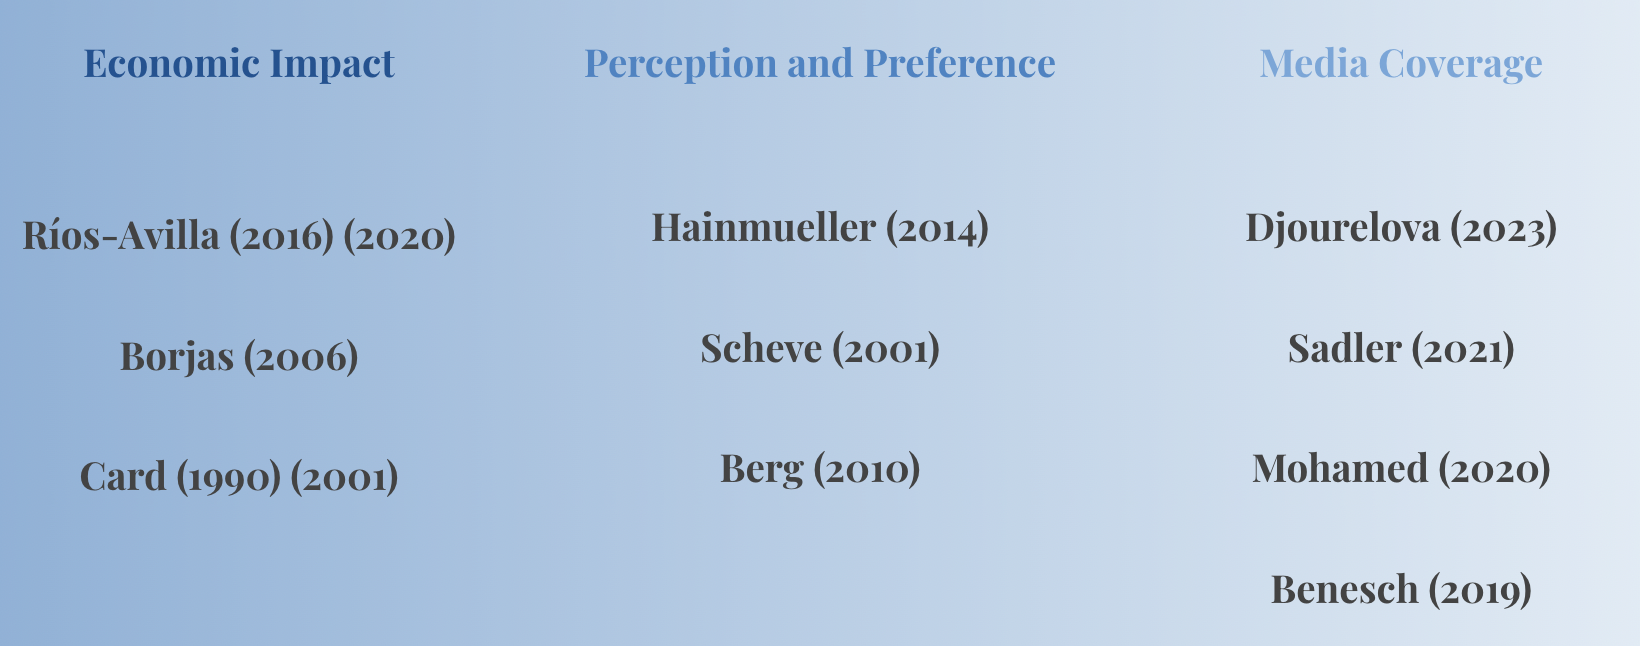 Economic Impact
Ríos-Avilla (2016) (2020)
Borjas (2006)
Card (1990) (2001)
Perception and Preference
Hainmueller (2014)
Scheve (2001)
Berg (2010)
Media Coverage
Djourelova (2023)
Sadler (2021)
Mohamed (2020)
Benesch (2019)